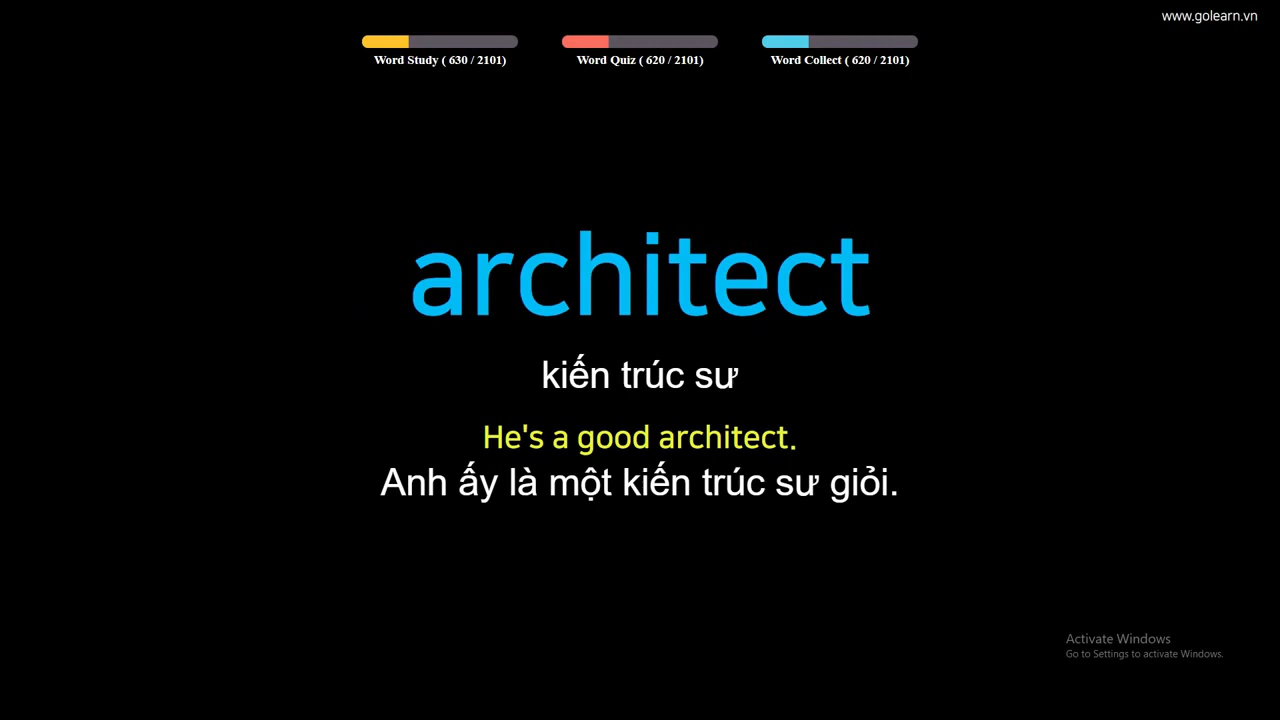 www.golearn.vn
Word Study ( 630 / 2101)
Word Quiz ( 620 / 2101)
Word Collect ( 620 / 2101)
architect
kiến trúc sư
He's a good architect.
Anh ấy là một kiến trúc sư giỏi.
Activate Windows
Go to Settings to activate Windows.